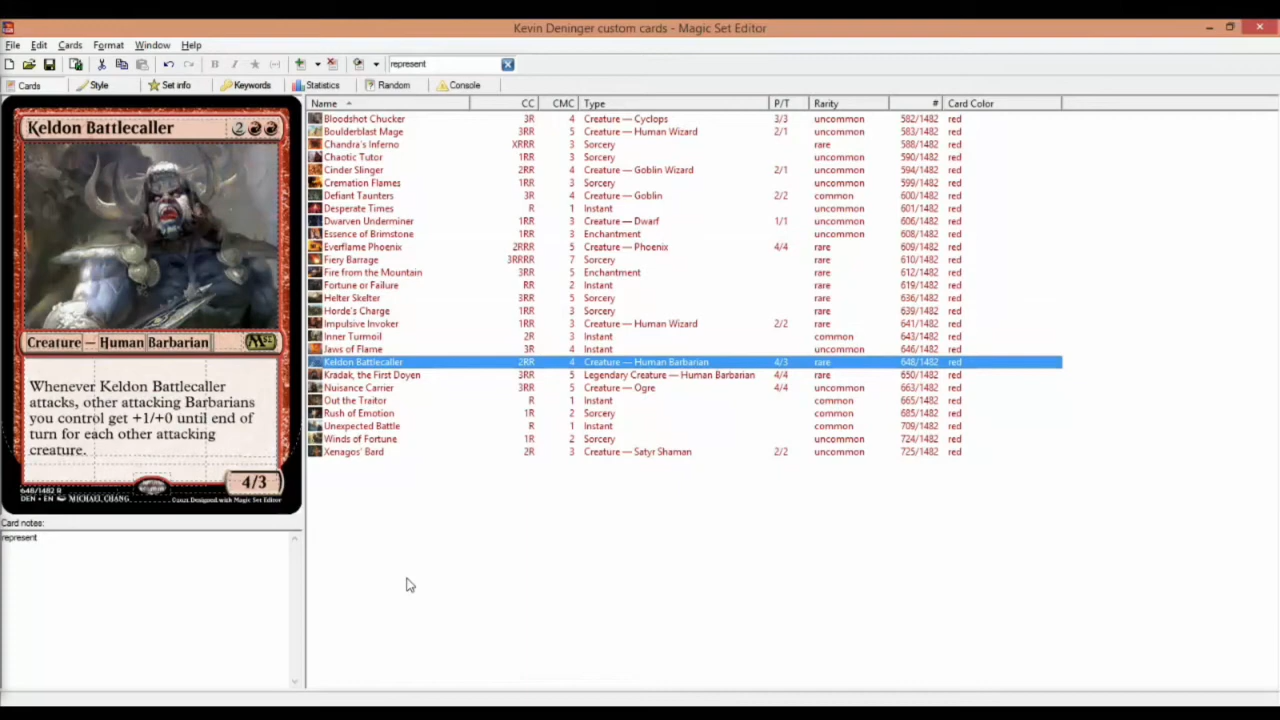 Kevin Deninger custom cards - Magic Set Editor
File Edit Cards Format Window Help
represent
Cards Style Set info Keywords Statistics Random Console
Keldon Battlecaller 2
Creature — Human Barbarian
Whenever Keldon Battlecaller
attacks, other attacking Barbarians
you control get +1/+0 until end of
turn for each other attacking
creature.
4/3
648/1482 R
DEN • EN MICHAEL CHANG
©2021 Designed with Magic Set Editor
Card notes:
represent
Name CC CMC Type P/T Rarity # Card Color
Bloodshot Chucker 3R 4 Creature — Cyclops 3/3 uncommon 582/1482 red
Boulderblast Mage 3RR 5 Creature — Human Wizard 2/1 uncommon 583/1482 red
Chandra's Inferno XRRR 3 Sorcery rare 588/1482 red
Chaotic Tutor 1RR 3 Sorcery uncommon 590/1482 red
Cinder Slinger 2RR 4 Creature — Goblin Wizard 2/1 uncommon 594/1482 red
Cremation Flames 1RR 3 Sorcery uncommon 599/1482 red
Defiant Taunters 3R 4 Creature — Goblin 2/2 common 600/1482 red
Desperate Times R 1 Instant uncommon 601/1482 red
Dwarven Underminer 1RR 3 Creature — Dwarf 1/1 uncommon 606/1482 red
Essence of Brimstone 1RR 3 Enchantment uncommon 608/1482 red
Everflame Phoenix 2RRR 5 Creature — Phoenix 4/4 rare 609/1482 red
Fiery Barrage 3RRRR 7 Sorcery rare 610/1482 red
Fire from the Mountain 3RR 5 Enchantment rare 612/1482 red
Fortune or Failure RR 2 Instant rare 619/1482 red
Helter Skelter 3RR 5 Sorcery rare 636/1482 red
Horde's Charge 1RR 3 Sorcery rare 639/1482 red
Impulsive Invoker 1RR 3 Creature — Human Wizard 2/2 rare 641/1482 red
Inner Turmoil 2R 3 Instant common 643/1482 red
Jaws of Flame 3R 4 Instant uncommon 646/1482 red
Keldon Battlecaller 2RR 4 Creature — Human Barbarian 4/3 rare 648/1482 red
Kradak, the First Doyen 3RR 5 Legendary Creature — Human Barbarian 4/4 rare 650/1482 red
Nuisance Carrier 3RR 5 Creature — Ogre 4/4 uncommon 663/1482 red
Out the Traitor R 1 Instant common 665/1482 red
Rush of Emotion 1R 2 Sorcery common 685/1482 red
Unexpected Battle R 1 Instant common 709/1482 red
Winds of Fortune 1R 2 Sorcery uncommon 724/1482 red
Xenagos' Bard 2R 3 Creature — Satyr Shaman 2/2 uncommon 725/1482 red